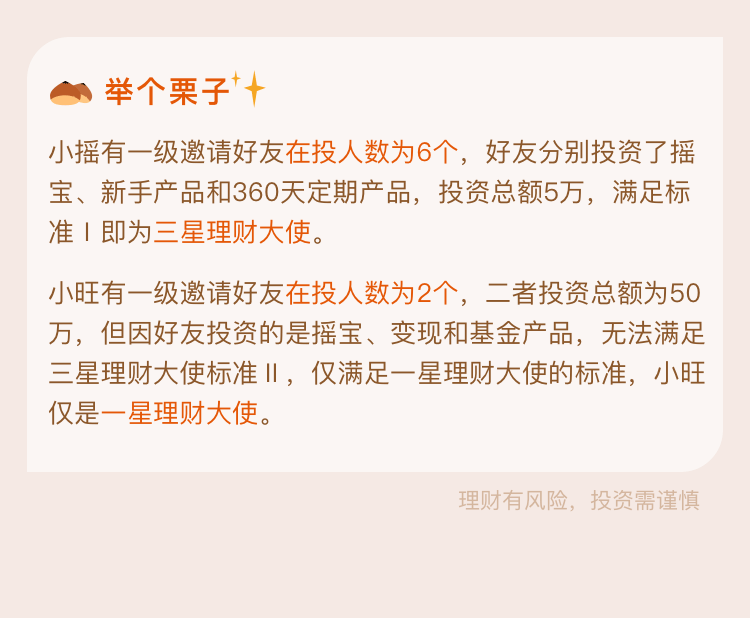 举个栗子
小摇有一级邀请好友在投人数为6个，好友分别投资了摇
宝、新手产品和360天定期产品，投资总额5万，满足标
准Ⅰ即为三星理财大使。
小旺有一级邀请好友在投人数为2个，二者投资总额为50
万，但因好友投资的是摇宝、变现和基金产品，无法满足
三星理财大使标准Ⅱ，仅满足一星理财大使的标准，小旺
仅是一星理财大使。
理财有风险，投资需谨慎